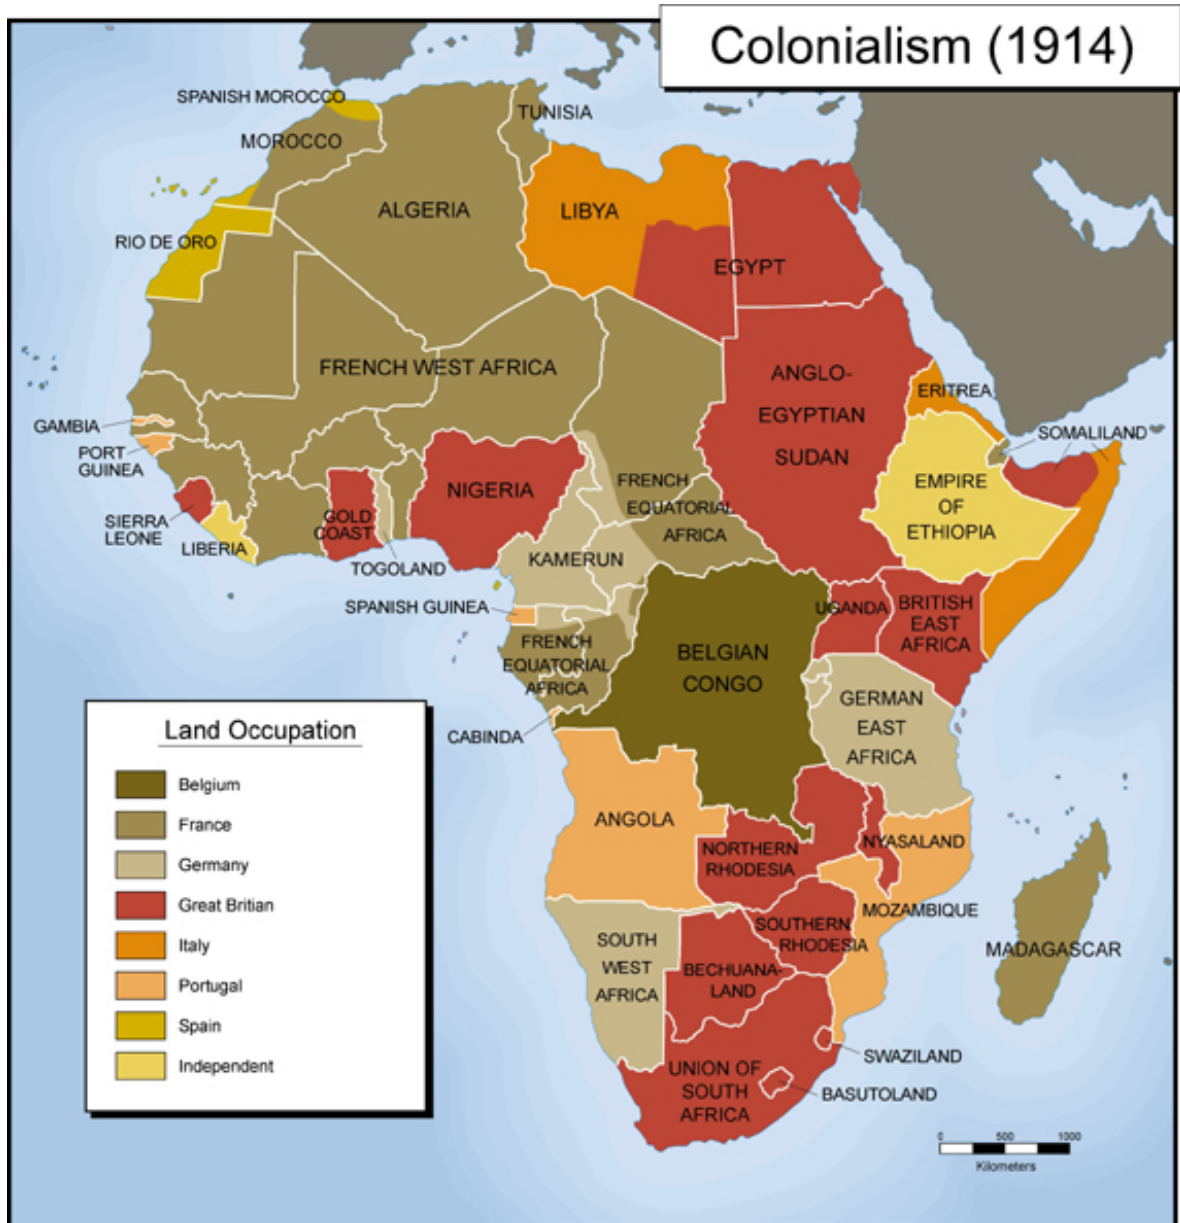 Colonialism (1914)
SPANISH MOROCCO
TUNISIA
MOROCCO
ALGERIA
LIBYA
RIO DE ORO
EGYPT
FRENCH WEST AFRICA
ANGLO-
EGYPTIAN
SUDAN
ERITREA
GAMBIA
PORT
GUINEA
SOMALILAND
SIERRA
LEONE
LIBERIA
GOLD
COAST
TOGOLAND
NIGERIA
FRENCH
EQUATORIAL
AFRICA
EMPIRE
OF
ETHIOPIA
KAMERUN
SPANISH GUINEA
UGANDA
BRITISH
EAST
AFRICA
FRENCH
EQUATORIAL
AFRICA
BELGIAN
CONGO
CABINDA
GERMAN
EAST
AFRICA
ANGOLA
NORTHERN
RHODESIA
NYASALAND
MOZAMBIQUE
SOUTHERN
RHODESIA
MADAGASCAR
SOUTH
WEST
AFRICA
BECHUANA-
LAND
SWAZILAND
UNION OF
SOUTH
AFRICA
BASUTOLAND
Land Occupation
Belgium
France
Germany
Great Britian
Italy
Portugal
Spain
Independent
0 500 1000
Kilometers